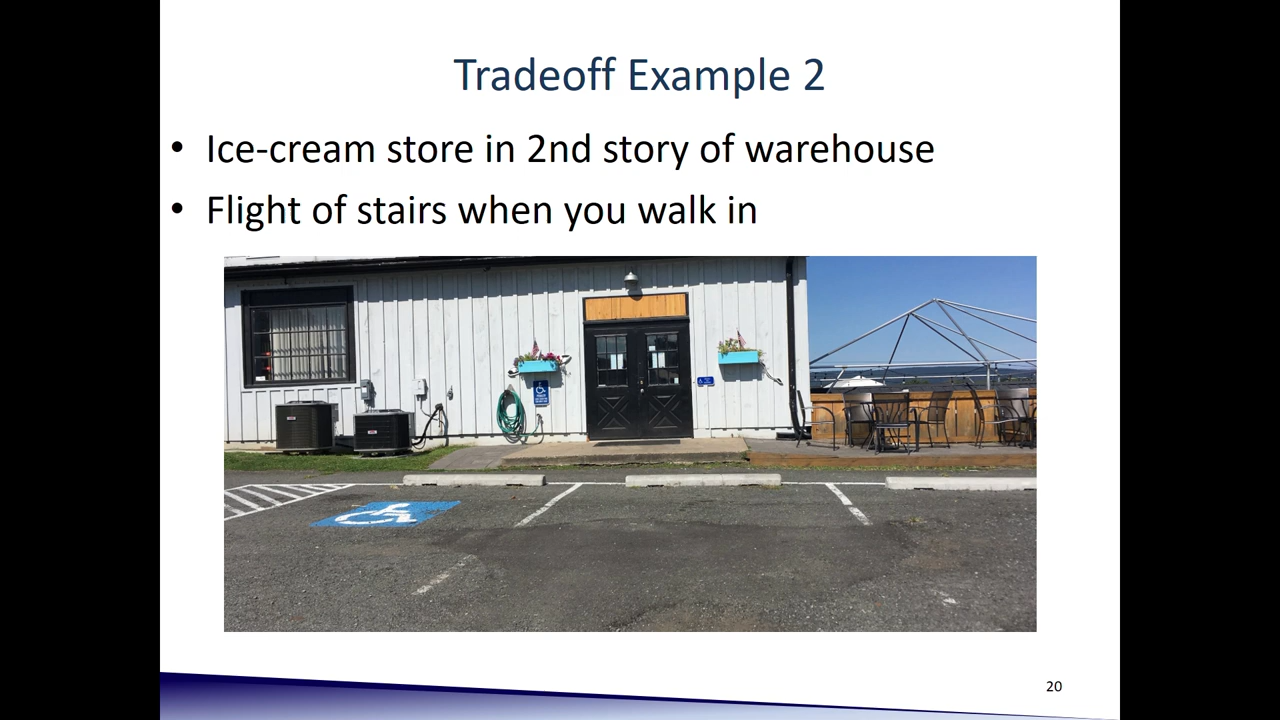 Tradeoff Example 2
• Ice-cream store in 2nd story of warehouse
• Flight of stairs when you walk in
20